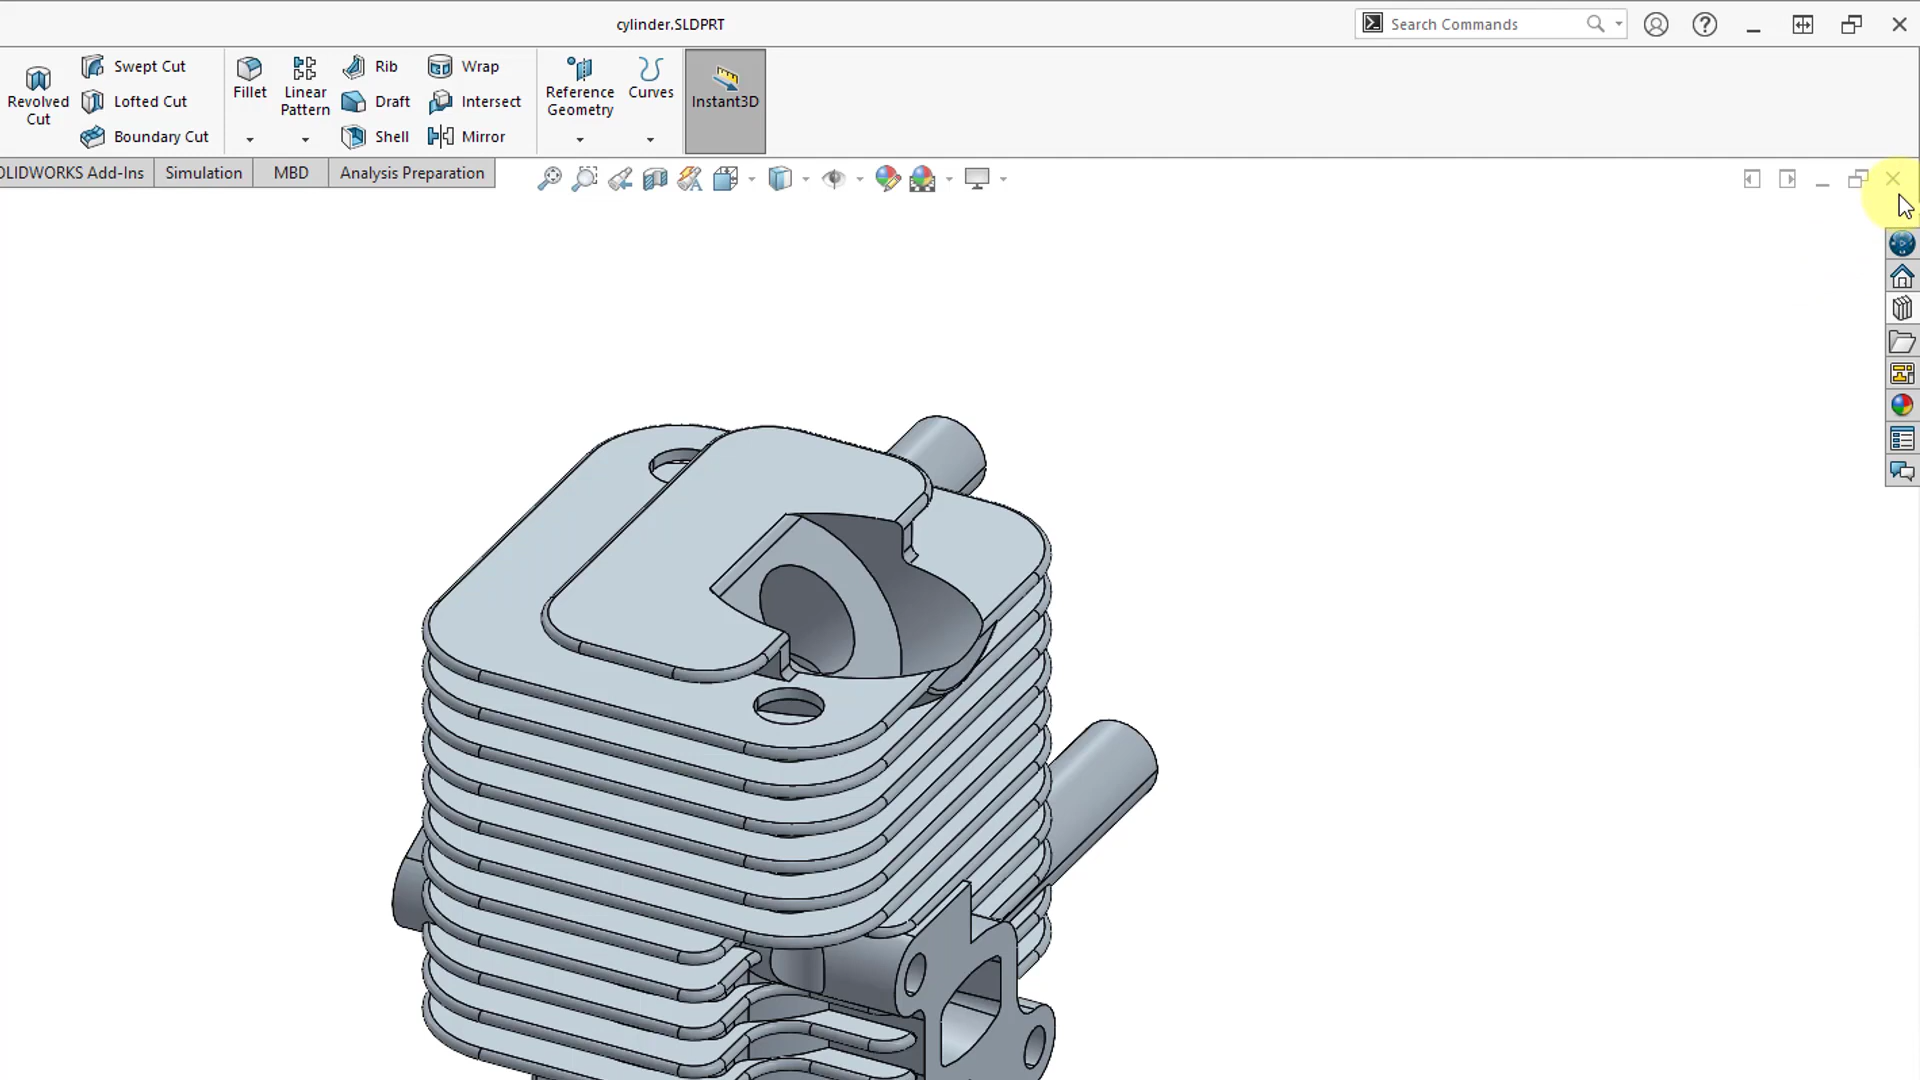 cylinder.SLDPRT
Search Commands
Revolved
Cut
Swept Cut
Lofted Cut
Boundary Cut
Fillet
Linear
Pattern
Rib
Draft
Shell
Wrap
Intersect
Mirror
Reference
Geometry
Curves
Instant3D
OLIDWORKS Add-Ins
Simulation
MBD
Analysis Preparation